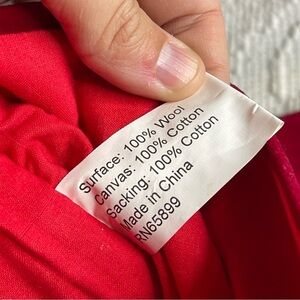 Surface: 100% Wool
Canvas: 100% Cotton
Sacking: 100% Cotton
Made in China
RN65899